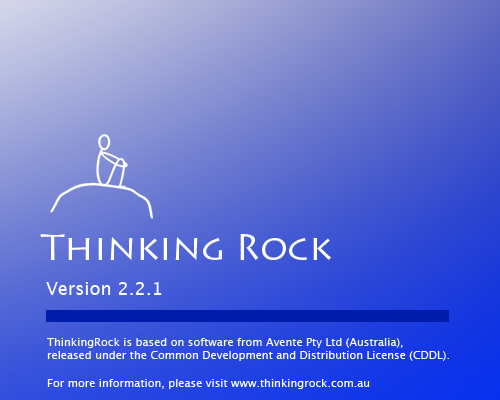 Thinking Rock
Version 2.2.1
ThinkingRock is based on software from Avente Pty Ltd (Australia),
released under the Common Development and Distribution License (CDDL).
For more information, please visit www.thinkingrock.com.au